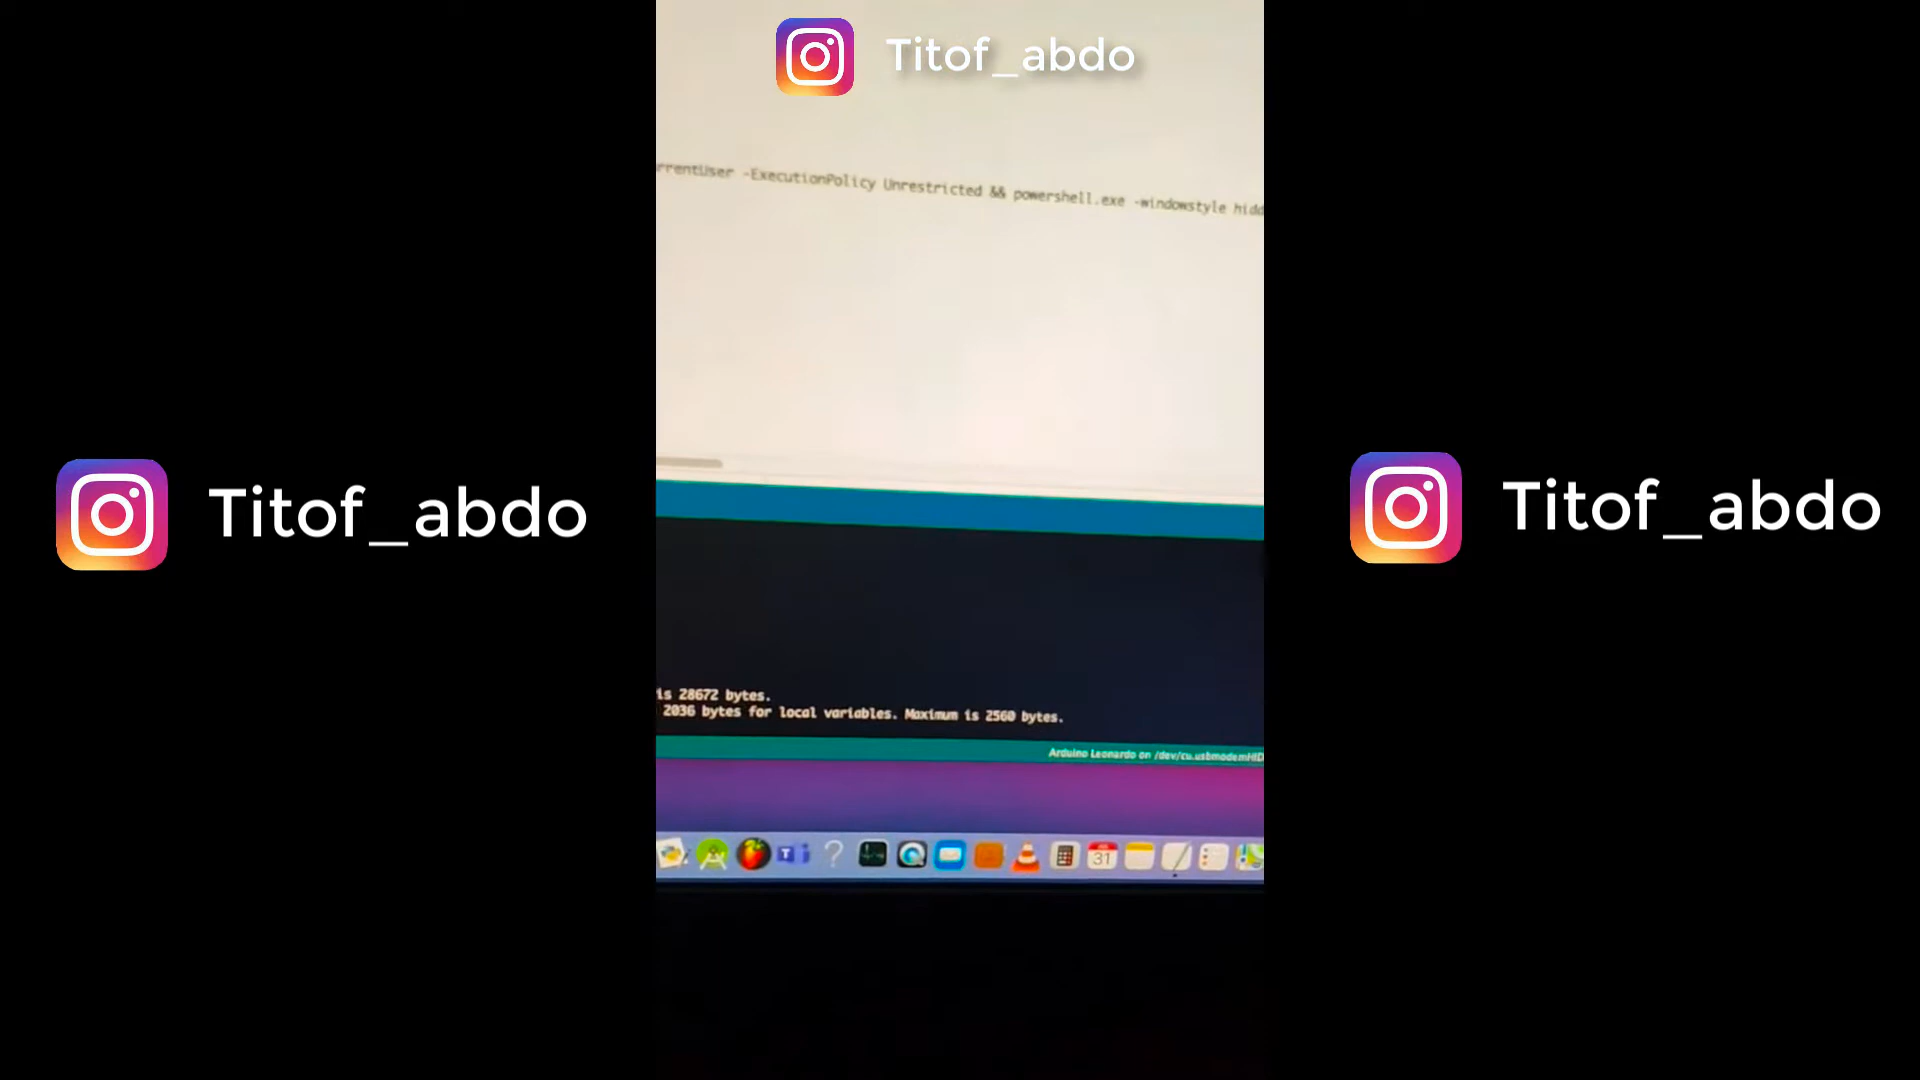 Titof_abdo
rrentUser -ExecutionPolicy Unrestricted && powershell.exe -windowstyle hidd
Titof_abdo
Titof_abdo
is 28672 bytes.
2036 bytes for local variables. Maximum is 2560 bytes.
Arduino Leonardo on /dev/cu.usbmodemHID
31